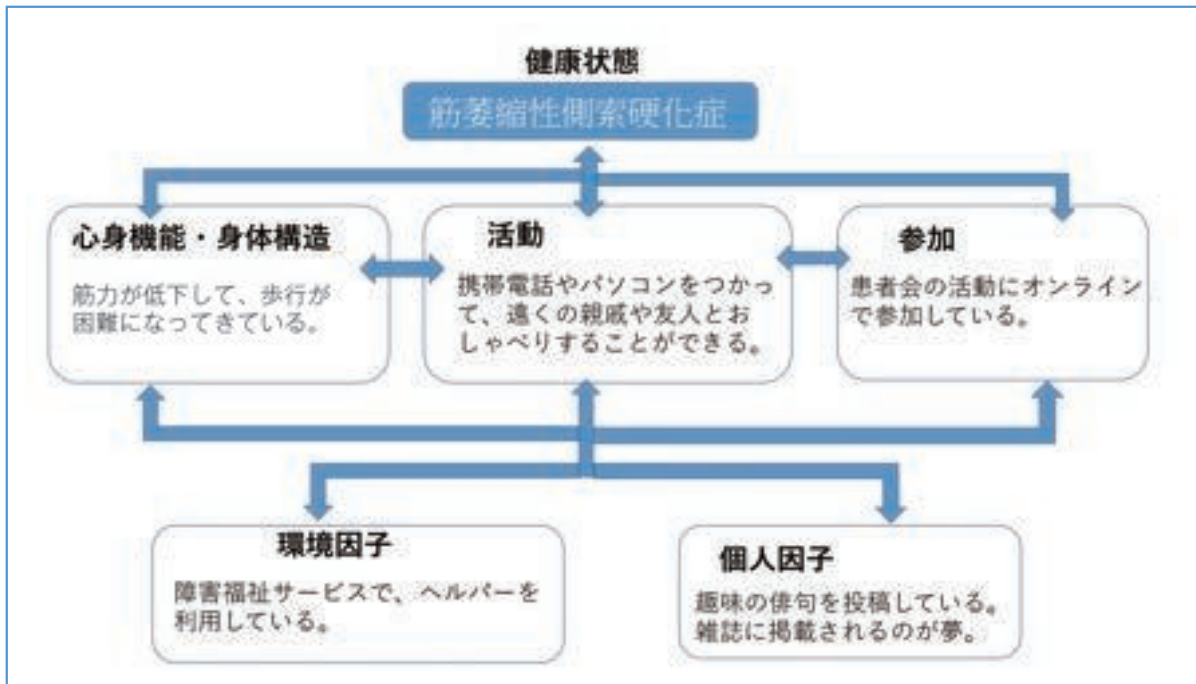 健康状態
筋萎縮性側索硬化症
心身機能・身体構造
筋力が低下して、歩行が
困難になってきている。
活動
携帯電話やパソコンをつかっ
て、遠くの親戚や友人とお
しゃべりすることができる。
参加
患者会の活動にオンライン
で参加している。
環境因子
障害福祉サービスで、ヘルパーを
利用している。
個人因子
趣味の俳句を投稿している。
雑誌に掲載されるのが夢。